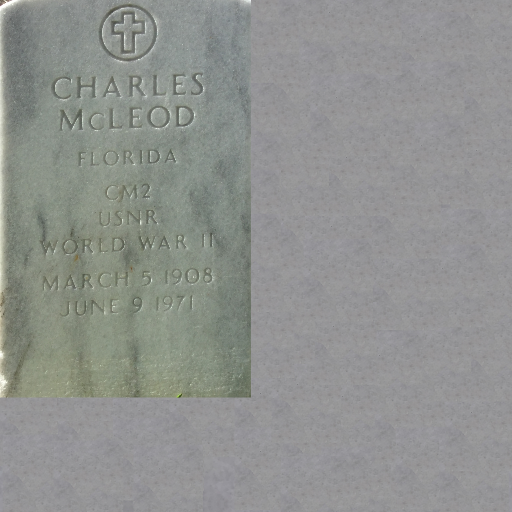 CHARLES
McLEOD
FLORIDA
CM2
USNR
WORLD WAR II
MARCH 5 1908
JUNE 9 1971